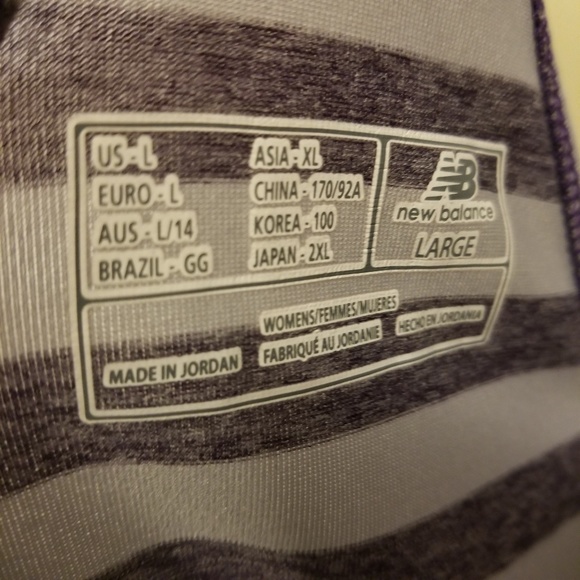 US - L
EURO - L
AUS - L/14
BRAZIL - GG
ASIA - XL
CHINA - 170/92A
KOREA - 100
JAPAN - 2XL
NB
new balance
LARGE
MADE IN JORDAN
WOMENS/FEMMES/MUJERES
FABRIQUÉ AU JORDANIE
HECHO EN JORDANIA